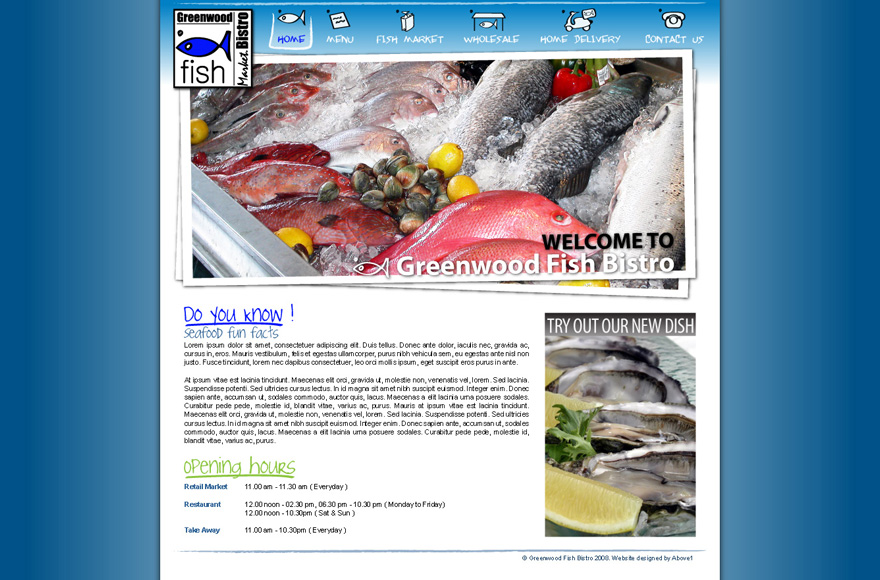 Greenwood
Market Bistro
fish
HOME
MENU
FISH MARKET
WHOLESALE
HOME DELIVERY
CONTACT US
WELCOME TO
Greenwood Fish Bistro
Do you know !
seafood fun facts
Lorem ipsum dolor sit amet, consectetuer adipiscing elit. Duis tellus. Donec ante dolor, iaculis nec, gravida ac,
cursus in, eros. Mauris vestibulum, felis et egestas ullamcorper, purus nibh vehicula sem, eu egestas ante nisl non
justo. Fusce tincidunt, lorem nec dapibus consectetuer, leo orci mollis ipsum, eget suscipit eros purus in ante.
At ipsum vitae est lacinia tincidunt. Maecenas elit orci, gravida ut, molestie non, venenatis vel, lorem. Sed lacinia.
Suspendisse potenti. Sed ultricies cursus lectus. In id magna sit amet nibh suscipit euismod. Integer enim. Donec
sapien ante, accumsan ut, sodales commodo, auctor quis, lacus. Maecenas a elit lacinia urna posuere sodales.
Curabitur pede pede, molestie id, blandit vitae, varius ac, purus. Mauris at ipsum vitae est lacinia tincidunt.
Maecenas elit orci, gravida ut, molestie non, venenatis vel, lorem. Sed lacinia. Suspendisse potenti. Sed ultricies
cursus lectus. In id magna sit amet nibh suscipit euismod. Integer enim. Donec sapien ante, accumsan ut, sodales
commodo, auctor quis, lacus. Maecenas a elit lacinia urna posuere sodales. Curabitur pede pede, molestie id,
blandit vitae, varius ac, purus.
TRY OUT OUR NEW DISH
opening hours
Retail Market 11.00 am - 11.30 am ( Everyday )
Restaurant 12.00 noon - 02.30 pm , 06.30 pm - 10.30 pm ( Monday to Friday)
12.00 noon - 10.30pm ( Sat & Sun )
Take Away 11.00 am - 10.30pm ( Everyday )
© Greenwood Fish Bistro 2008. Website designed by Above1